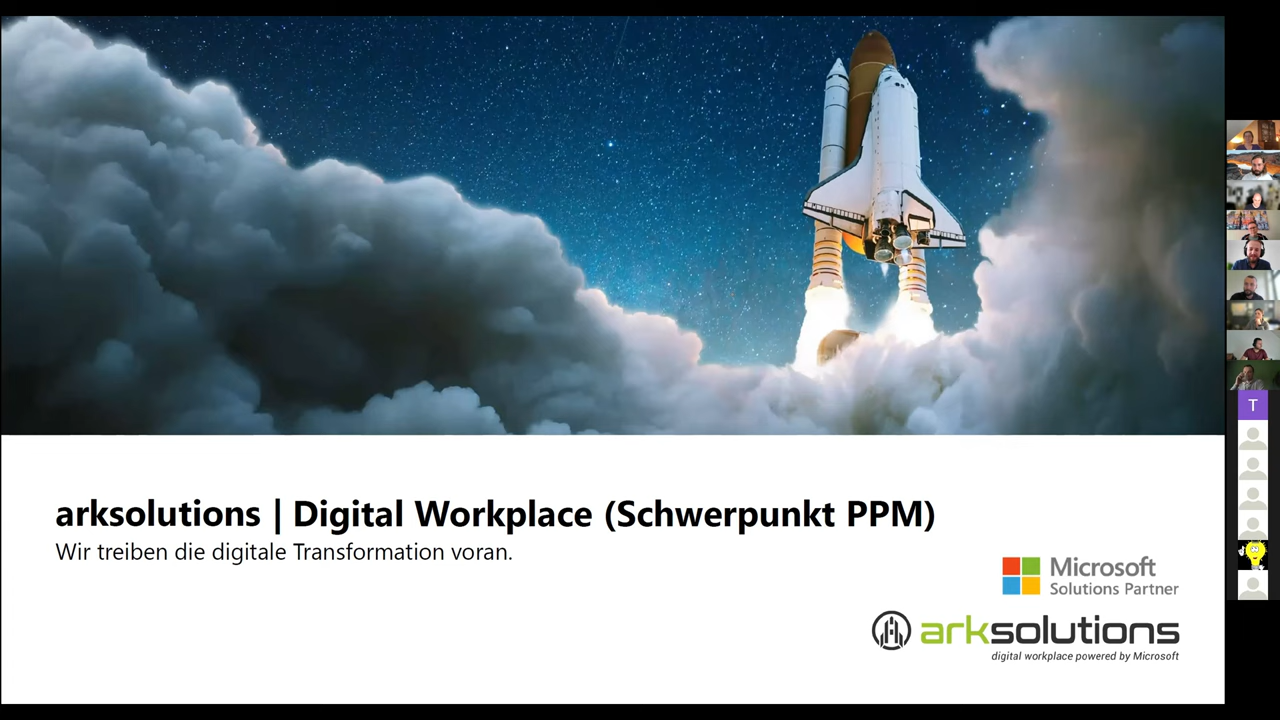 arksolutions | Digital Workplace (Schwerpunkt PPM)
Wir treiben die digitale Transformation voran.
Microsoft
Solutions Partner
arksolutions
digital workplace powered by Microsoft
T